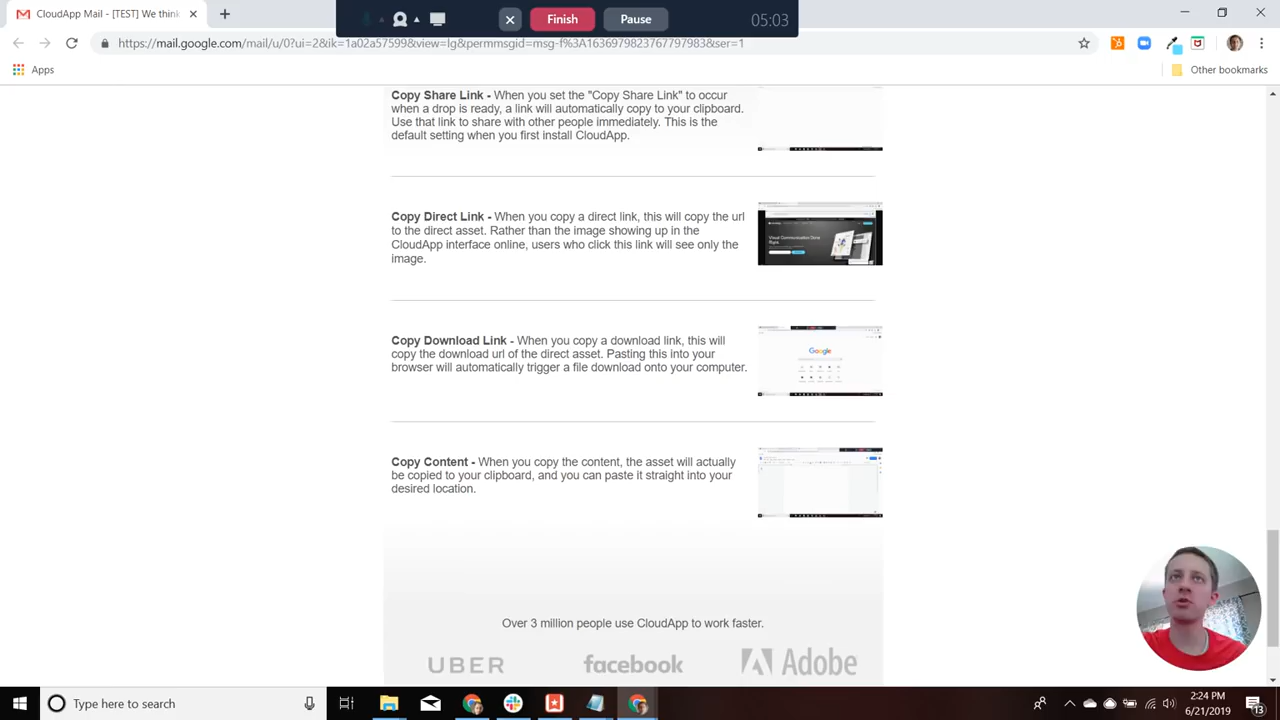 CloudApp Mail - [TEST] We think
Finish
Pause
05:03
https://mail.google.com/mail/u/0?ui=2&ik=1a02a57599&view=lg&permmsgid=msg-f%3A1636979823767797983&ser=1
Apps
Other bookmarks
Copy Share Link - When you set the "Copy Share Link" to occur
when a drop is ready, a link will automatically copy to your clipboard.
Use that link to share with other people immediately. This is the
default setting when you first install CloudApp.
Copy Direct Link - When you copy a direct link, this will copy the url
to the direct asset. Rather than the image showing up in the
CloudApp interface online, users who click this link will see only the
image.
Visual Communication Done
Right
Copy Download Link - When you copy a download link, this will
copy the download url of the direct asset. Pasting this into your
browser will automatically trigger a file download onto your computer.
Google
Copy Content - When you copy the content, the asset will actually
be copied to your clipboard, and you can paste it straight into your
desired location.
Over 3 million people use CloudApp to work faster.
UBER
facebook
Adobe
Type here to search
2:24 PM
6/21/2019
13